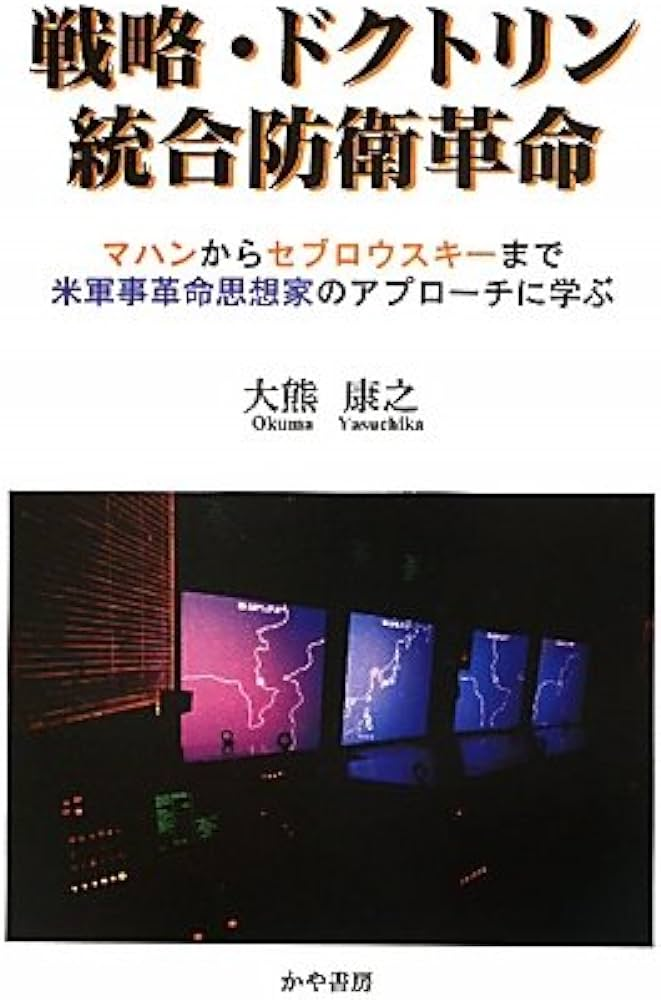 戦略・ドクトリン
統合防衛革命
マハンからセブロウスキーまで
米軍事革命思想家のアプローチに学ぶ
大熊 康之
Okuma Yasuchika
かや書房